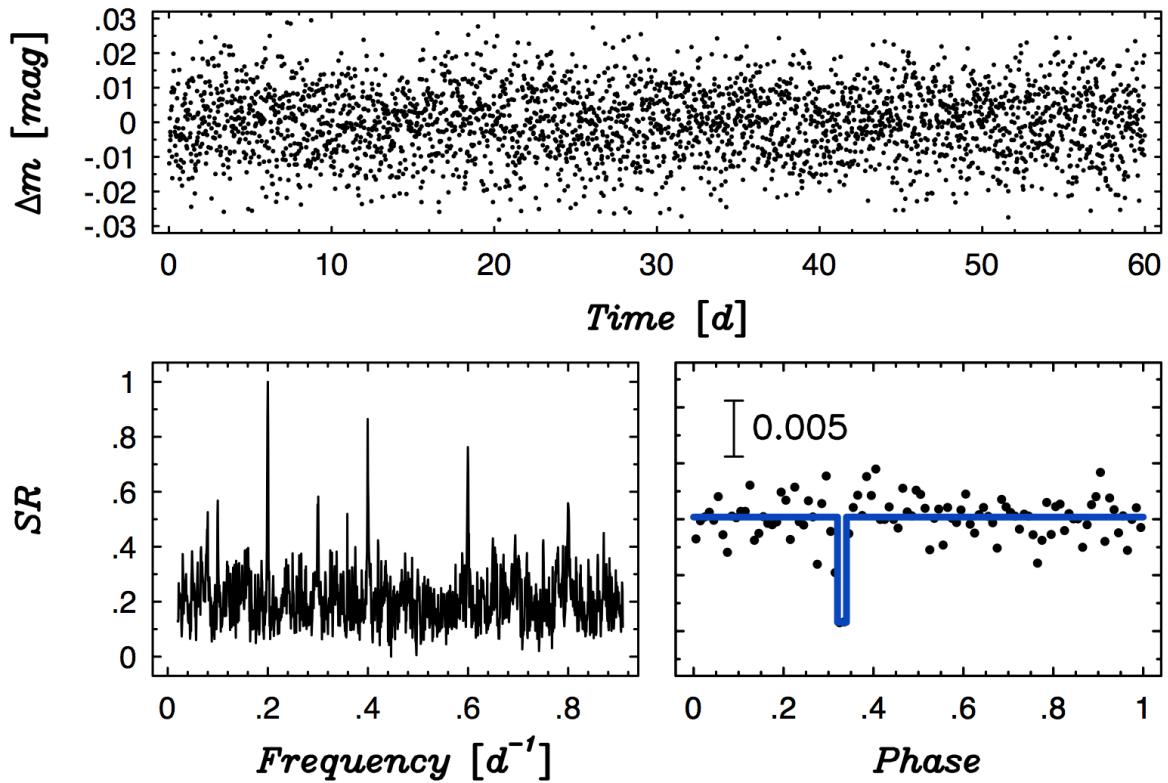 .03
.02
.01
0
-.01
-.02
-.03
Δm [mag]
0 10 20 30 40 50 60
Time [d]
1
.8
.6
.4
.2
0
SR
0 .2 .4 .6 .8
Frequency [d⁻¹]
0.005
0 .2 .4 .6 .8 1
Phase